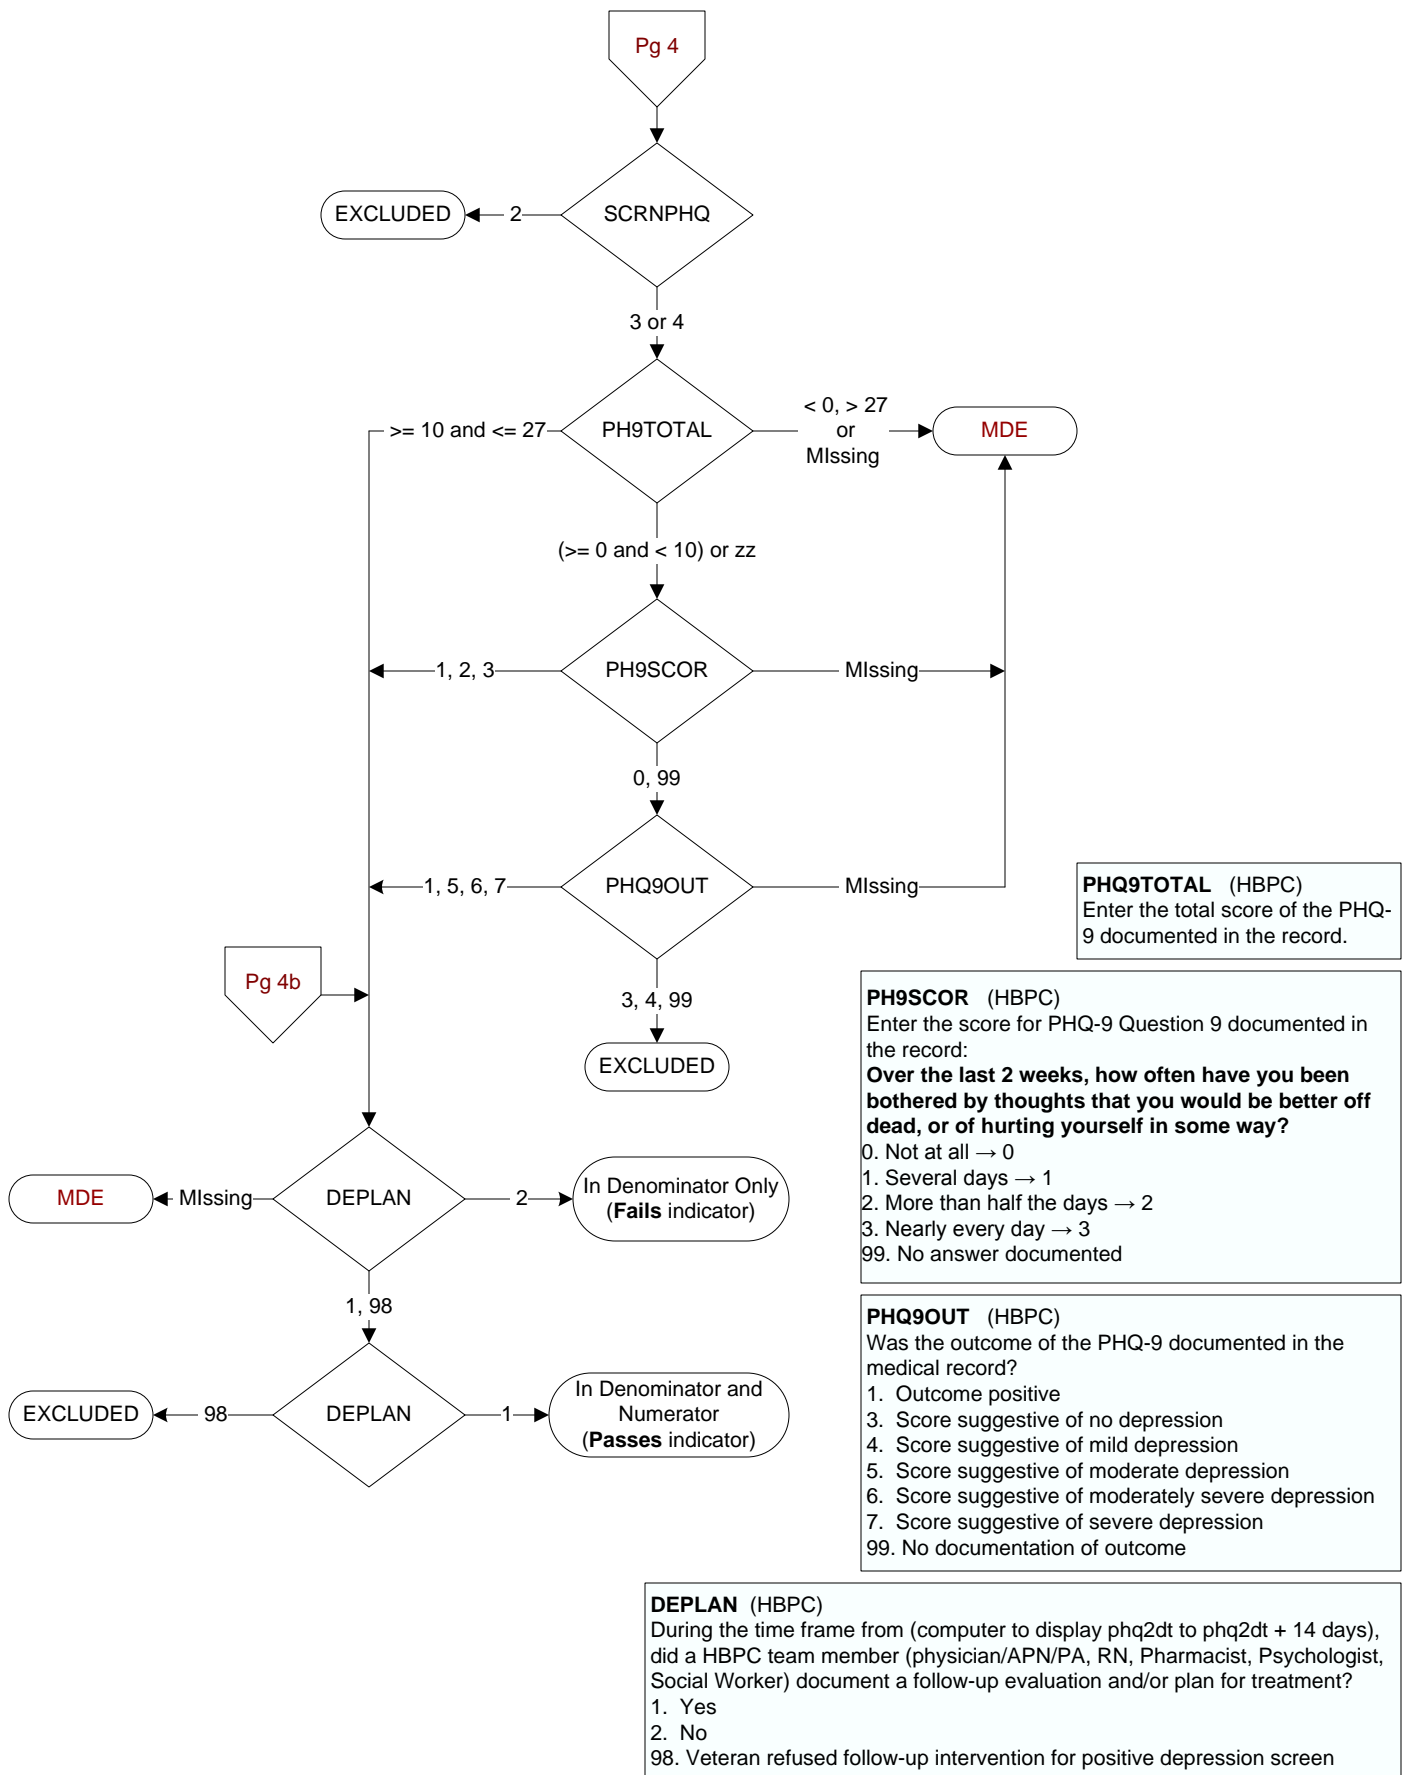 Pg 4
SCRNPHQ
2
EXCLUDED
3 or 4
PH9TOTAL
>= 10 and <= 27
< 0, > 27
or
MIssing
MDE
(>= 0 and < 10) or zz
PH9SCOR
1, 2, 3
MIssing
0, 99
PHQ9OUT
1, 5, 6, 7
MIssing
3, 4, 99
EXCLUDED
Pg 4b
DEPLAN
MIssing
MDE
2
In Denominator Only
(Fails indicator)
1, 98
DEPLAN
98
EXCLUDED
1
In Denominator and
Numerator
(Passes indicator)
PHQ9TOTAL (HBPC)
Enter the total score of the PHQ-
9 documented in the record.
PH9SCOR (HBPC)
Enter the score for PHQ-9 Question 9 documented in
the record:
Over the last 2 weeks, how often have you been
bothered by thoughts that you would be better off
dead, or of hurting yourself in some way?
0. Not at all → 0
1. Several days → 1
2. More than half the days → 2
3. Nearly every day → 3
99. No answer documented
PHQ9OUT (HBPC)
Was the outcome of the PHQ-9 documented in the
medical record?
1. Outcome positive
3. Score suggestive of no depression
4. Score suggestive of mild depression
5. Score suggestive of moderate depression
6. Score suggestive of moderately severe depression
7. Score suggestive of severe depression
99. No documentation of outcome
DEPLAN (HBPC)
During the time frame from (computer to display phq2dt to phq2dt + 14 days),
did a HBPC team member (physician/APN/PA, RN, Pharmacist, Psychologist,
Social Worker) document a follow-up evaluation and/or plan for treatment?
1. Yes
2. No
98. Veteran refused follow-up intervention for positive depression screen